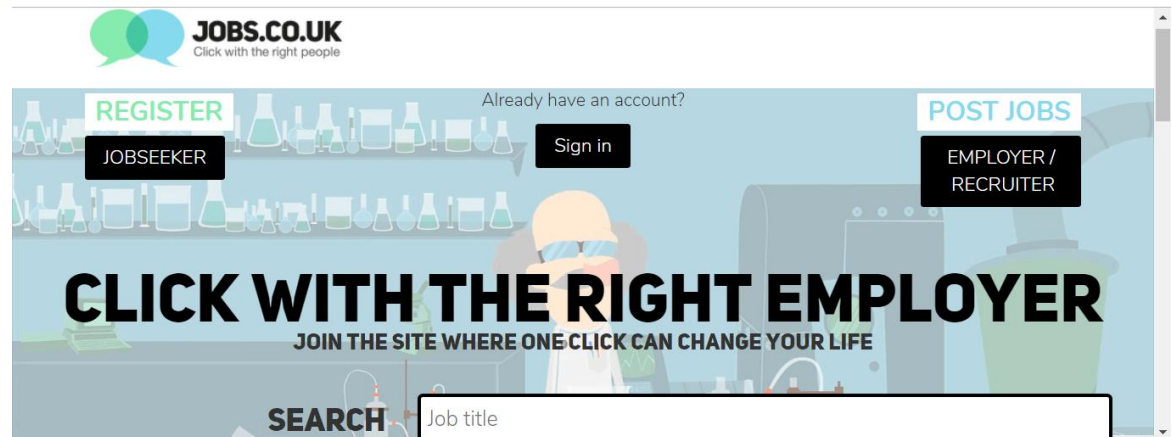 JOBS.CO.UK
Click with the right people
REGISTER
JOBSEEKER
Already have an account?
Sign in
POST JOBS
EMPLOYER /
RECRUITER
CLICK WITH THE RIGHT EMPLOYER
JOIN THE SITE WHERE ONE CLICK CAN CHANGE YOUR LIFE
SEARCH
Job title